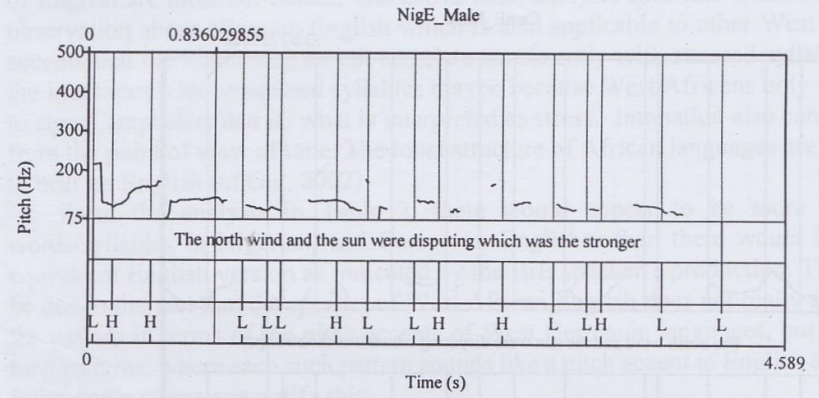 NigE_Male
0 0.836029855
500
400
300
200
75
Pitch (Hz)
The north wind and the sun were disputing which was the stronger
L H H L L L L L L H H L L H L L
0 4.589
Time (s)